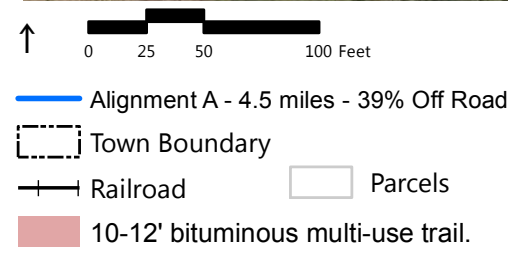 0 25 50 100 Feet
Alignment A - 4.5 miles - 39% Off Road
Town Boundary
Railroad Parcels
10-12' bituminous multi-use trail.